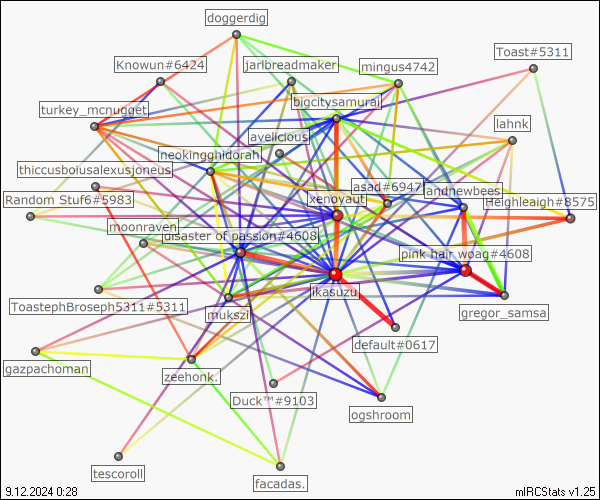 doggerdig
Knowun#6424
jarlbreadmaker
mingus4742
Toast#5311
turkey_mcnugget
bigcitysamurai
lahnk
avelicious
neokingghidorah
thiccusboiusalexusjoneus
asad#6947
andnewbees
Random Stuf6#5983
xenoyaut
Heighleaigh#8575
moonraven
disaster of passion#4608
pink hair woag#4608
ikasuzu
ToastephBroseph5311#5311
mukszi
gregor_samsa
default#0617
gazpachoman
zeehonk.
Duck™#9103
ogshroom
tescoroll
facadas.
9.12.2024 0:28
mIRCStats v1.25